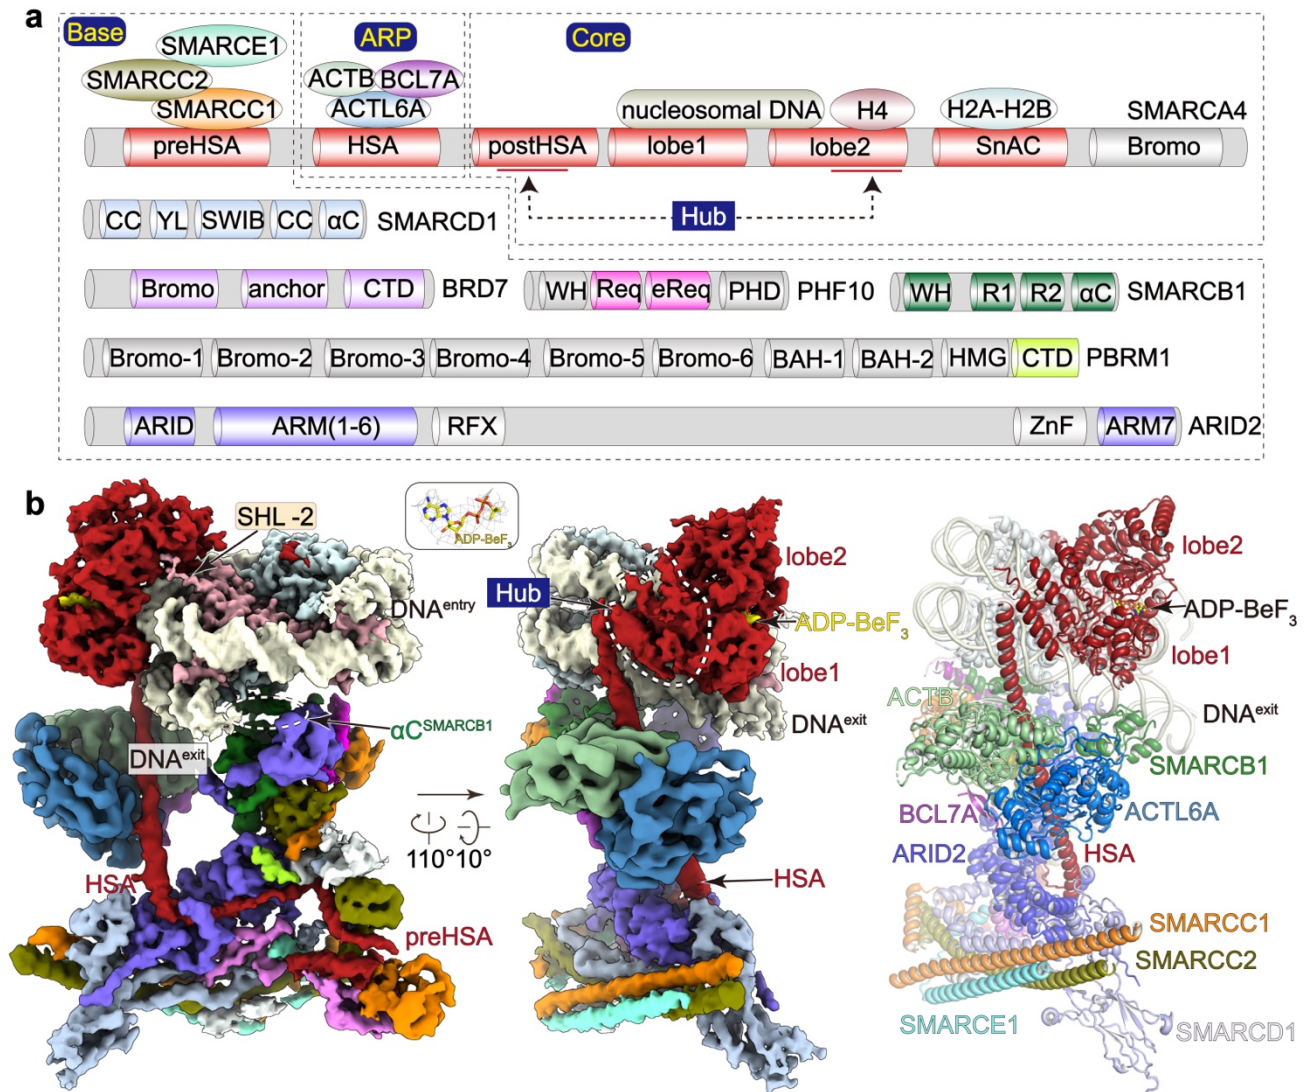 a
Base
ARP
Core
SMARCE1
SMARCC2
SMARCC1
ACTB
BCL7A
ACTL6A
nucleosomal DNA
H4
H2A-H2B
SMARCA4
preHSA
HSA
postHSA
lobe1
lobe2
SnAC
Bromo
Hub
CC YL SWIB CC αC SMARCD1
Bromo anchor CTD BRD7
WH Req eReq PHD PHF10
WH R1 R2 αC SMARCB1
Bromo-1 Bromo-2 Bromo-3 Bromo-4 Bromo-5 Bromo-6 BAH-1 BAH-2 HMG CTD PBRM1
ARID ARM(1-6) RFX ZnF ARM7 ARID2
b
SHL -2
ADP-BeF3
DNAentry
αCSMARCB1
DNAexit
HSA
preHSA
110°10°
Hub
lobe2
ADP-BeF3
lobe1
DNAexit
HSA
lobe2
ADP-BeF3
lobe1
ACTB
DNAexit
SMARCB1
BCL7A
ACTL6A
ARID2
HSA
SMARCC1
SMARCC2
SMARCE1
SMARCD1